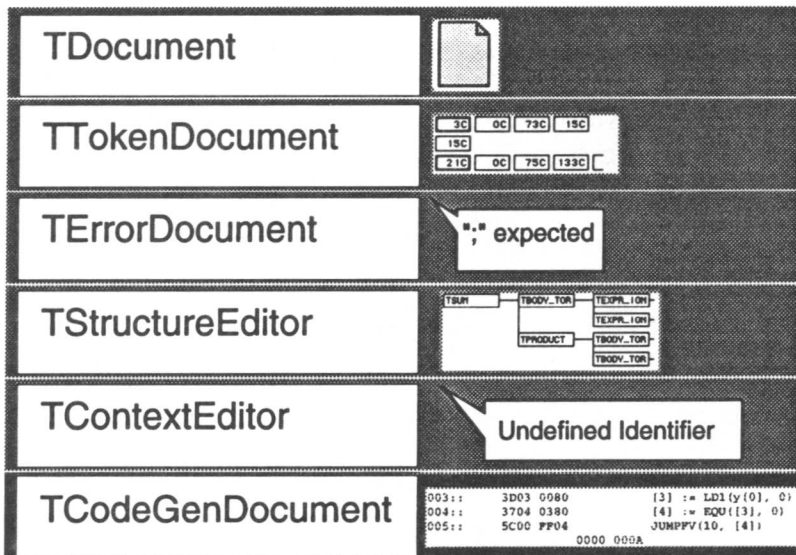 TDocument
TTokenDocument
3C 0C 73C 15C
15C
21C 0C 75C 133C
TErrorDocument
";" expected
TStructureEditor
TSUM TBODY_TOR TEXPR_ION
TEXPR_ION
TPRODUCT TBODY_TOR
TBODY_TOR
TContextEditor
Undefined Identifier
TCodeGenDocument
003:: 3D03 0080 [3] := LD1(y(0], 0)
004:: 3704 0380 [4] := EQU([3], 0)
005:: 5C00 FF04 JUMPFV(10, [4])
0000 000A